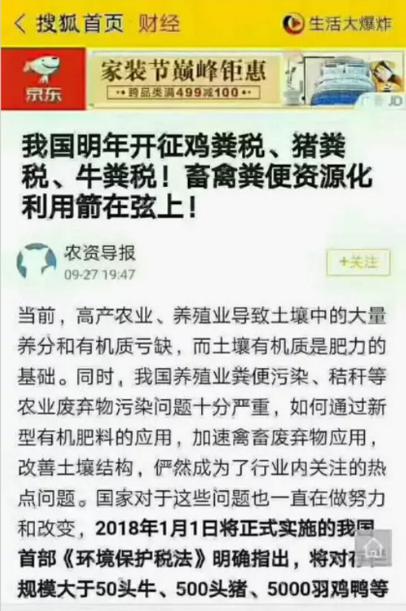 搜狐首页 财经
生活大爆炸
京东
家装节巅峰钜惠
跨品类满499减100
广告 JD
我国明年开征鸡粪税、猪粪
税、牛粪税！畜禽粪便资源化
利用箭在弦上！
农资导报
09-27 19:47
+关注
当前，高产农业、养殖业导致土壤中的大量
养分和有机质亏缺，而土壤有机质是肥力的
基础。同时，我国养殖业粪便污染、秸秆等
农业废弃物污染问题十分严重，如何通过新
型有机肥料的应用，加速禽畜废弃物应用，
改善土壤结构，俨然成为了行业内关注的热
点问题。国家对于这些问题也一直在做努力
和改变，2018年1月1日将正式实施的我国
首部《环境保护税法》明确指出，将对存
规模大于50头牛、500头猪、5000羽鸡鸭等